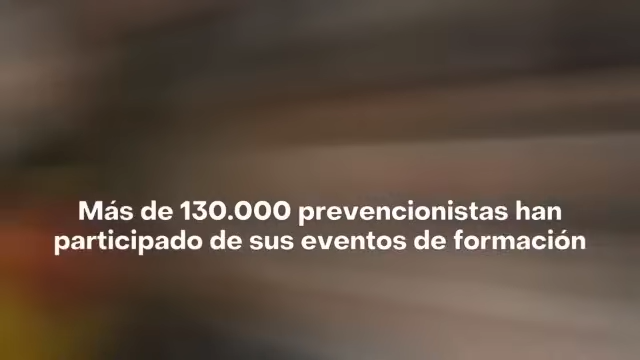 Más de 130.000 prevencionistas han
participado de sus eventos de formación